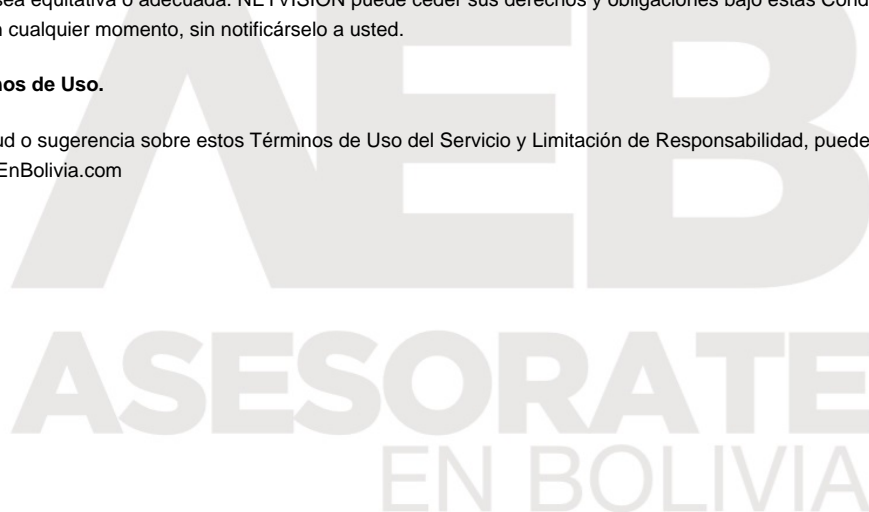 sea equitativa o adecuada. NETVISION puede ceder sus derechos y obligaciones bajo estas Cond
n cualquier momento, sin notificárselo a usted.
nos de Uso.
ud o sugerencia sobre estos Términos de Uso del Servicio y Limitación de Responsabilidad, puede
EnBolivia.com
AEB
ASESORATE
EN BOLIVIA